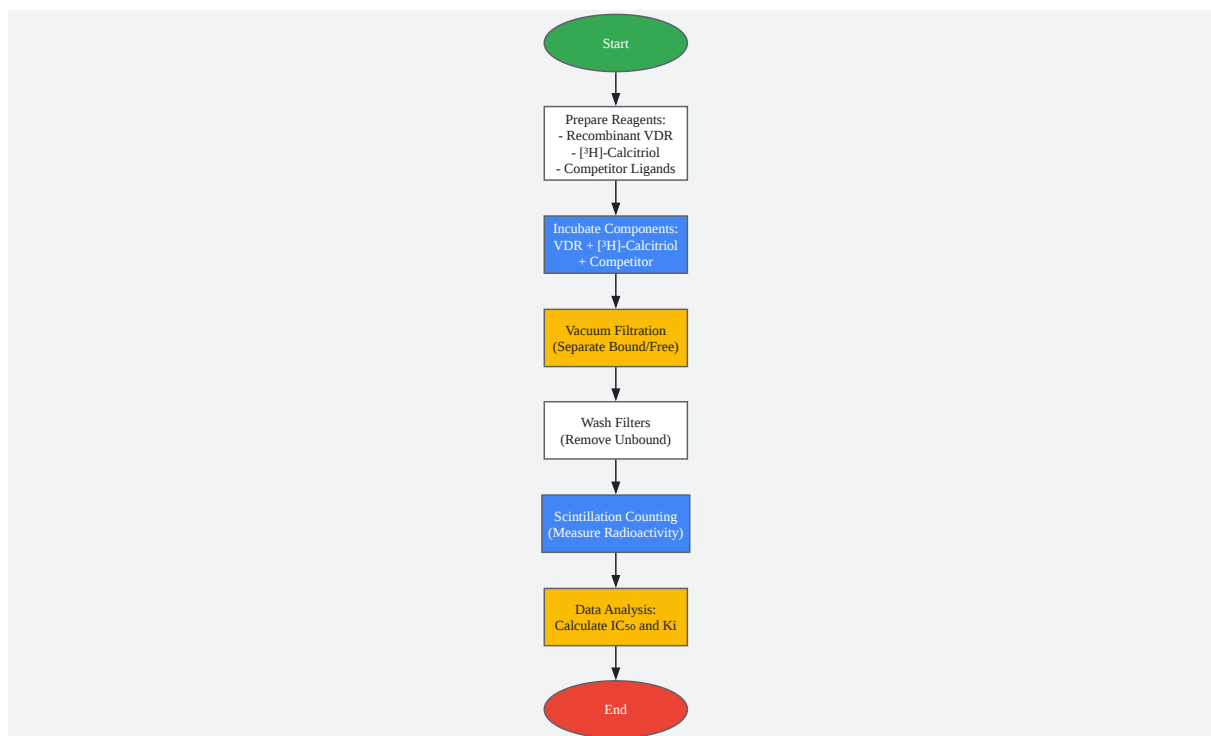 Start
Prepare Reagents:
- Recombinant VDR
- [³H]-Calcitriol
- Competitor Ligands
Incubate Components:
VDR + [³H]-Calcitriol
+ Competitor
Vacuum Filtration
(Separate Bound/Free)
Wash Filters
(Remove Unbound)
Scintillation Counting
(Measure Radioactivity)
Data Analysis:
Calculate IC₅₀ and Ki
End